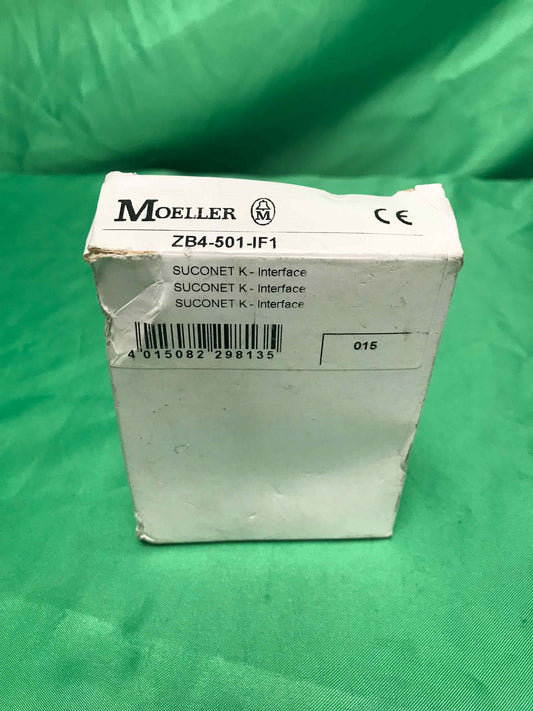 MOELLER M CE
ZB4-501-IF1
SUCONET K - Interface
SUCONET K - Interface
SUCONET K - Interface
4 015082 298135
015